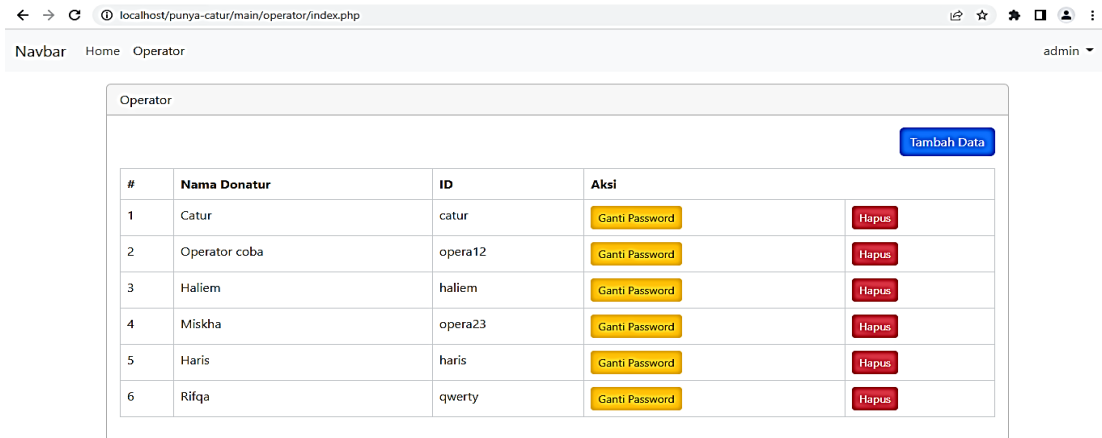 localhost/punya-catur/main/operator/index.php
Navbar Home Operator admin
Operator
Tambah Data
# Nama Donatur ID Aksi
1 Catur catur Ganti Password Hapus
2 Operator coba opera12 Ganti Password Hapus
3 Haliem haliem Ganti Password Hapus
4 Miskha opera23 Ganti Password Hapus
5 Haris haris Ganti Password Hapus
6 Rifqa qwerty Ganti Password Hapus